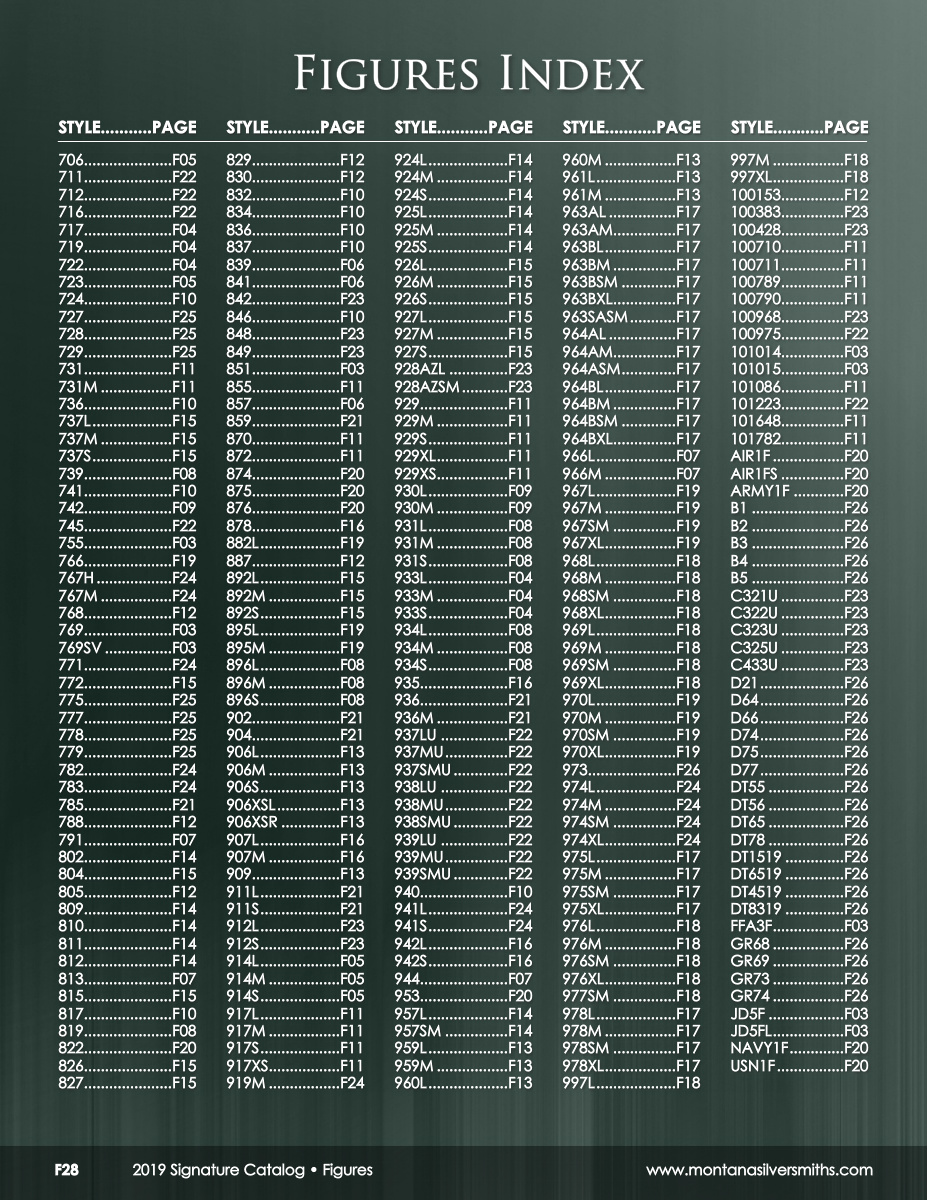 FIGURES INDEX
STYLE...........PAGE
706......................F05
711......................F22
712......................F22
716......................F22
717......................F04
719......................F04
722......................F04
723......................F05
724......................F10
727......................F25
728......................F25
729......................F25
731......................F11
731M ..................F11
736......................F10
737L....................F15
737M ..................F15
737S....................F15
739......................F08
741......................F10
742......................F09
745......................F22
755......................F03
766......................F19
767H...................F24
767M ..................F24
768......................F12
769......................F03
769SV .................F03
771......................F24
772......................F15
775......................F25
777......................F25
778......................F25
779......................F25
782......................F24
783......................F24
785......................F21
788......................F12
791......................F07
802......................F14
804......................F15
805......................F12
809......................F14
810......................F14
811......................F14
812......................F14
813......................F07
815......................F15
817......................F10
819......................F08
822......................F20
826......................F15
827......................F15
STYLE...........PAGE
829......................F12
830......................F12
832......................F10
834......................F10
836......................F10
837......................F10
839......................F06
841......................F06
842......................F23
846......................F10
848......................F23
849......................F23
851......................F03
855......................F11
857......................F06
859......................F21
870......................F11
872......................F11
874......................F20
875......................F20
876......................F20
878......................F16
882L....................F19
887......................F12
892L....................F15
892M ..................F15
892S....................F15
895L....................F19
895M ..................F19
896L....................F08
896M ..................F08
896S....................F08
902......................F21
904......................F21
906L....................F13
906M ..................F13
906S....................F13
906XSL................F13
906XSR ...............F13
907L....................F16
907M ..................F16
909......................F13
911L....................F21
911S....................F21
912L....................F23
912S....................F23
914L....................F05
914M ..................F05
914S....................F05
917L....................F11
917M ..................F11
917S....................F11
917XS..................F11
919M ..................F24
STYLE...........PAGE
924L....................F14
924M ..................F14
924S....................F14
925L....................F14
925M ..................F14
925S....................F14
926L....................F15
926M ..................F15
926S....................F15
927L....................F15
927M ..................F15
927S....................F15
928AZL ...............F23
928AZSM............F23
929......................F11
929M ..................F11
929S....................F11
929XL..................F11
929XS..................F11
930L....................F09
930M ..................F09
931L....................F08
931M ..................F08
931S....................F08
933L....................F04
933M ..................F04
933S....................F04
934L....................F08
934M ..................F08
934S....................F08
935......................F16
936......................F21
936M ..................F21
937LU .................F22
937MU................F22
937SMU..............F22
938LU .................F22
938MU................F22
938SMU..............F22
939LU .................F22
939MU................F22
939SMU..............F22
940......................F10
941L....................F24
941S....................F24
942L....................F16
942S....................F16
944......................F07
953......................F20
957L....................F14
957SM ................F14
959L....................F13
959M ..................F13
960L....................F13
STYLE...........PAGE
960M ..................F13
961L....................F13
961M ..................F13
963AL..................F17
963AM................F17
963BL..................F17
963BM ................F17
963BSM ..............F17
963BXL................F17
963SASM............F17
964AL..................F17
964AM................F17
964ASM..............F17
964BL..................F17
964BM ................F17
964BSM ..............F17
964BXL................F17
966L....................F07
966M ..................F07
967L....................F19
967M ..................F19
967SM ................F19
967XL..................F19
968L....................F18
968M ..................F18
968SM ................F18
968XL..................F18
969L....................F18
969M ..................F18
969SM ................F18
969XL..................F18
970L....................F19
970M ..................F19
970SM ................F19
970XL..................F19
973......................F26
974L....................F24
974M ..................F24
974SM ................F24
974XL..................F24
975L....................F17
975M ..................F17
975SM ................F17
975XL..................F17
976L....................F18
976M ..................F18
976SM ................F18
976XL..................F18
977SM ................F18
978L....................F17
978M ..................F17
978SM ................F17
978XL..................F17
997L....................F18
STYLE...........PAGE
997M ..................F18
997XL..................F18
100153................F12
100383................F23
100428................F23
100710................F11
100711................F11
100789................F11
100790................F11
100968................F23
100975................F22
101014................F03
101015................F03
101086................F11
101223................F22
101648................F11
101782................F11
AIR1F ..................F20
AIR1FS ................F20
ARMY1F .............F20
B1 .......................F26
B2 .......................F26
B3 .......................F26
B4 .......................F26
B5 .......................F26
C321U ................F23
C322U ................F23
C323U ................F23
C325U ................F23
C433U ................F23
D21.....................F26
D64.....................F26
D66.....................F26
D74.....................F26
D75.....................F26
D77.....................F26
DT55 ...................F26
DT56 ...................F26
DT65 ...................F26
DT78 ...................F26
DT1519 ...............F26
DT6519 ...............F26
DT4519 ...............F26
DT8319 ...............F26
FFA3F..................F03
GR68 ..................F26
GR69 ..................F26
GR73 ..................F26
GR74 ..................F26
JD5F ...................F03
JD5FL..................F03
NAVY1F..............F20
USN1F.................F20
F28 2019 Signature Catalog • Figures www.montanasilversmiths.com